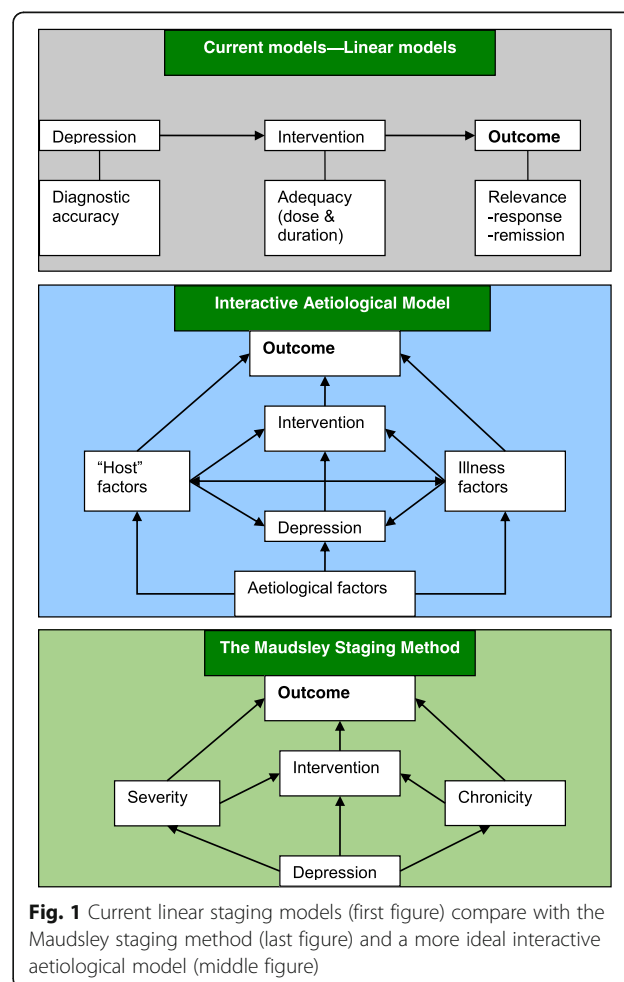 Current models—Linear models
Depression
Intervention
Outcome
Diagnostic
accuracy
Adequacy
(dose &
duration)
Relevance
-response
-remission
Interactive Aetiological Model
Outcome
Intervention
“Host”
factors
Illness
factors
Depression
Aetiological factors
The Maudsley Staging Method
Outcome
Intervention
Severity
Chronicity
Depression
Fig. 1 Current linear staging models (first figure) compare with the
Maudsley staging method (last figure) and a more ideal interactive
aetiological model (middle figure)